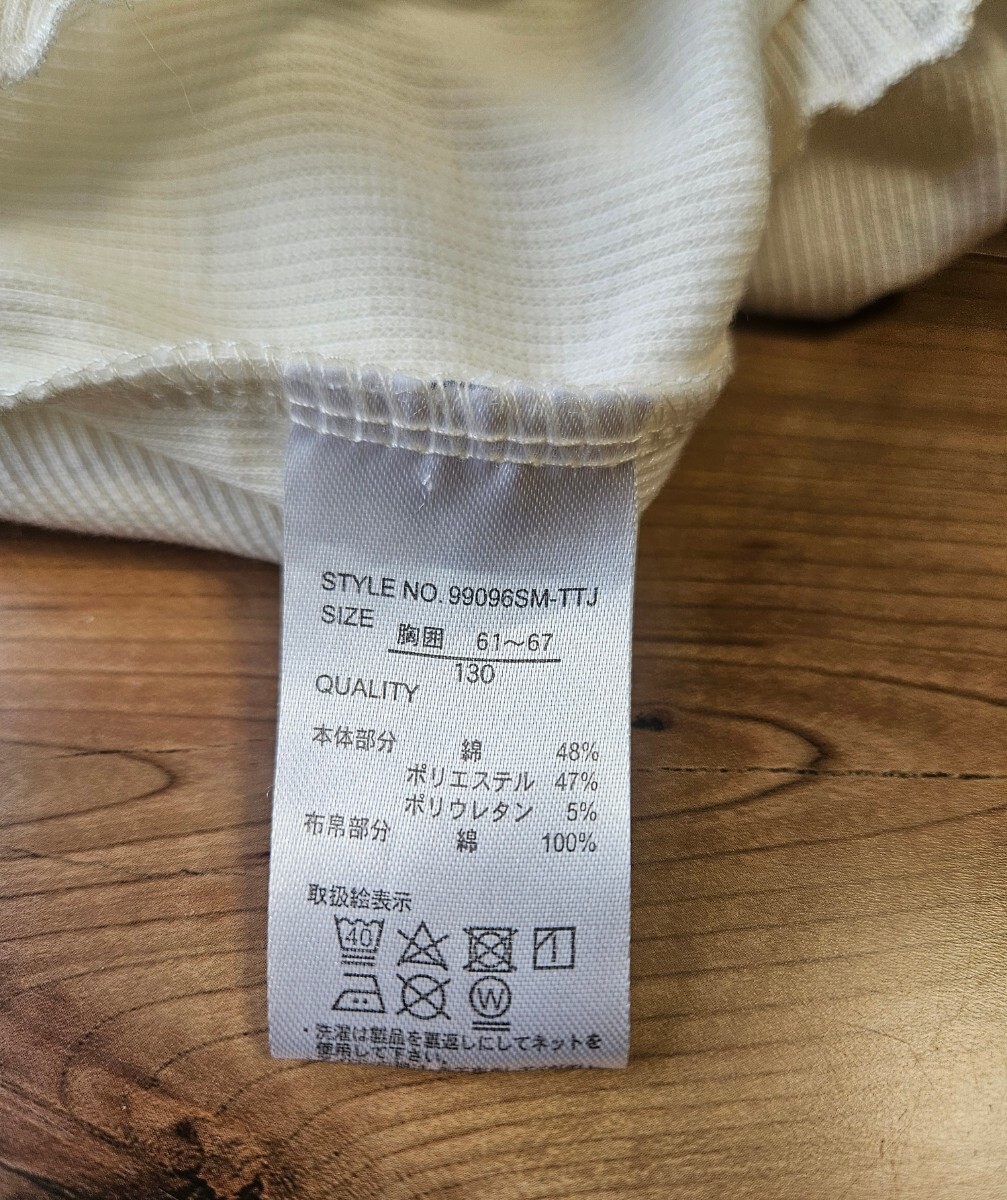 STYLE NO. 99096SM-TTJ
SIZE
胸囲 61～67
130
QUALITY
本体部分 綿 48%
ポリエステル 47%
ポリウレタン 5%
布帛部分 綿 100%
取扱絵表示
40
W
・洗濯は製品を裏返しにしてネットを
使用して下さい。